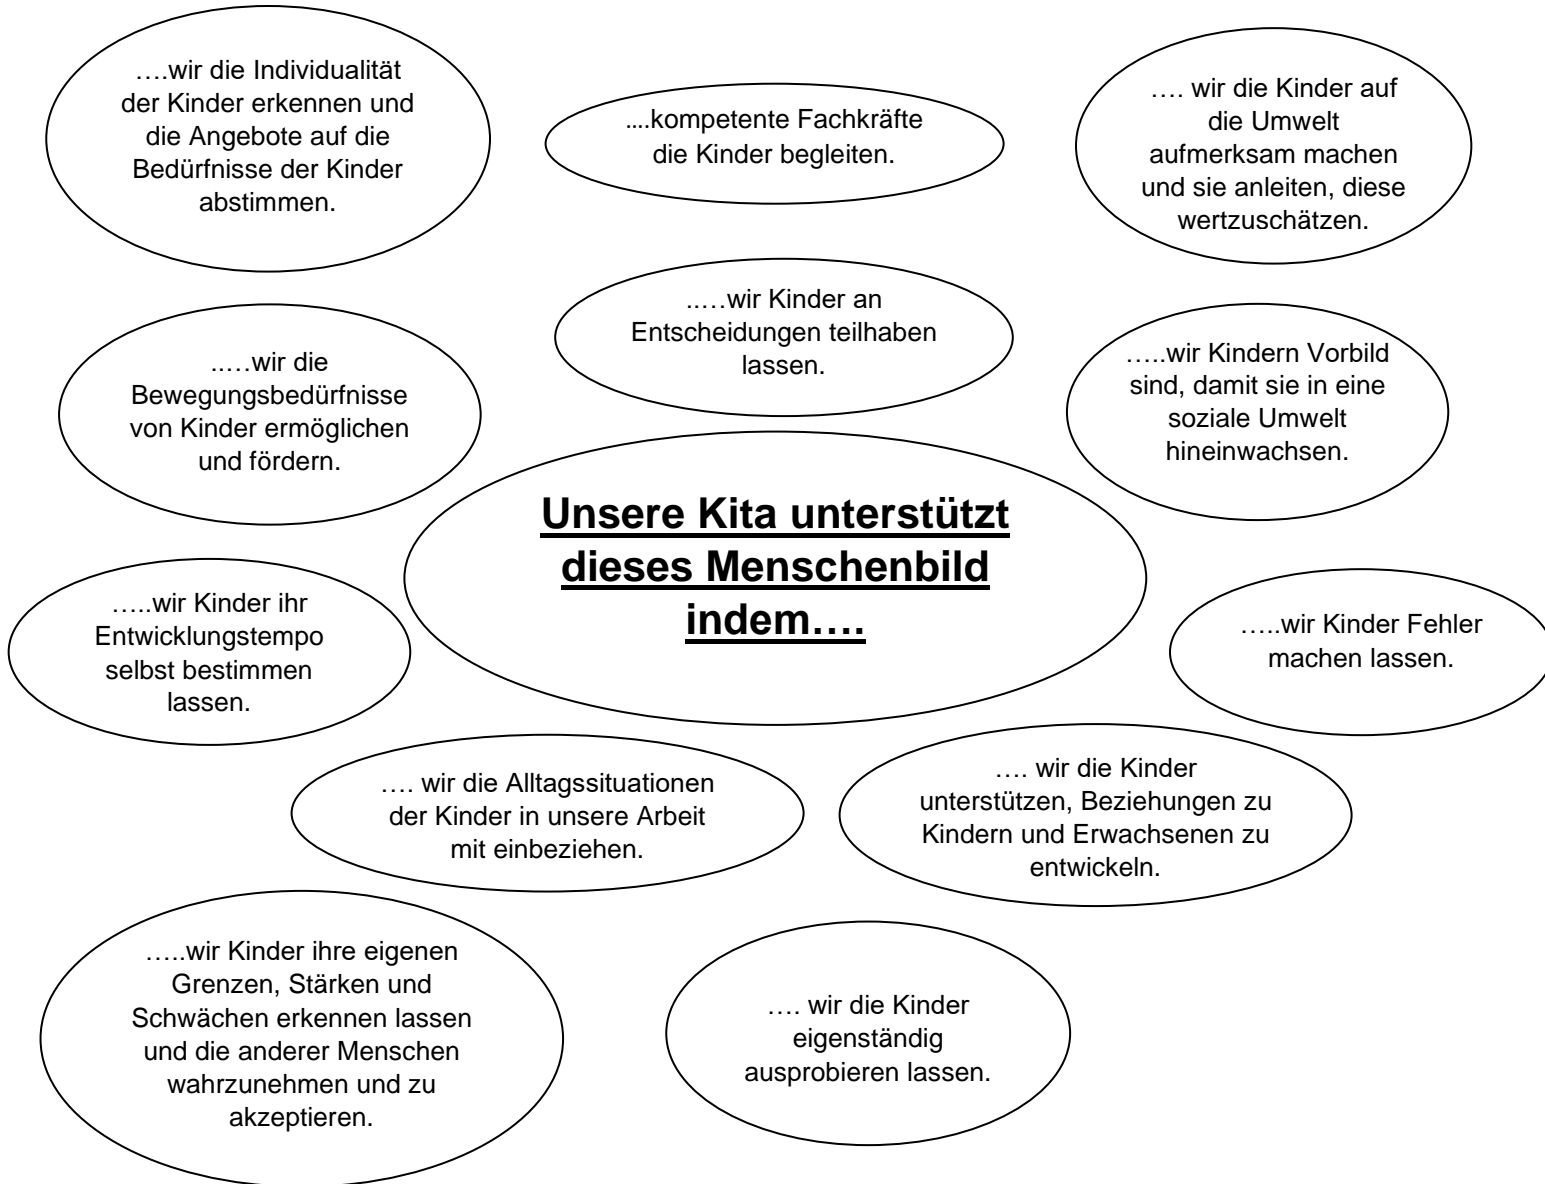 ….wir die Individualität
der Kinder erkennen und
die Angebote auf die
Bedürfnisse der Kinder
abstimmen.
....kompetente Fachkräfte
die Kinder begleiten.
…. wir die Kinder auf
die Umwelt
aufmerksam machen
und sie anleiten, diese
wertzuschätzen.
..…wir die
Bewegungsbedürfnisse
von Kinder ermöglichen
und fördern.
..…wir Kinder an
Entscheidungen teilhaben
lassen.
…..wir Kindern Vorbild
sind, damit sie in eine
soziale Umwelt
hineinwachsen.
Unsere Kita unterstützt
dieses Menschenbild
indem….
…..wir Kinder ihr
Entwicklungstempo
selbst bestimmen
lassen.
…..wir Kinder Fehler
machen lassen.
…. wir die Alltagssituationen
der Kinder in unsere Arbeit
mit einbeziehen.
…. wir die Kinder
unterstützen, Beziehungen zu
Kindern und Erwachsenen zu
entwickeln.
…..wir Kinder ihre eigenen
Grenzen, Stärken und
Schwächen erkennen lassen
und die anderer Menschen
wahrzunehmen und zu
akzeptieren.
…. wir die Kinder
eigenständig
ausprobieren lassen.